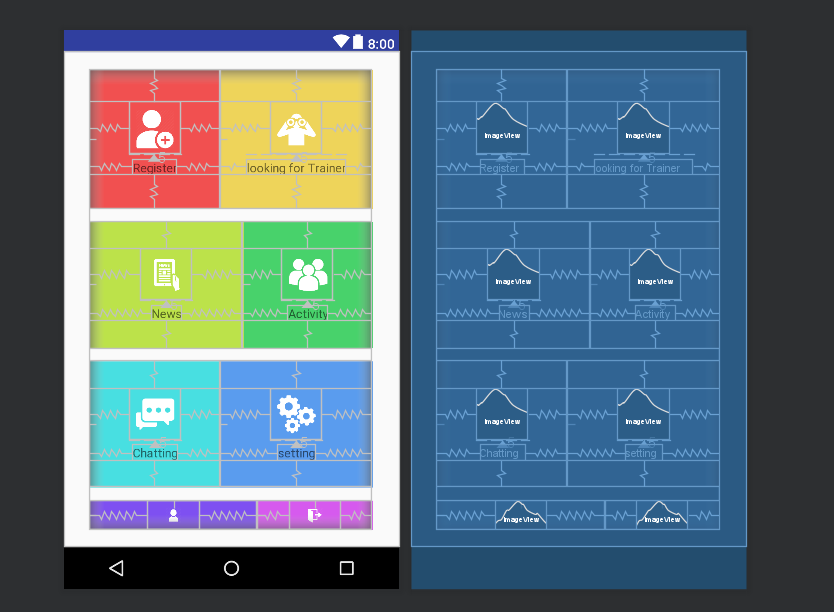 8:00
Register
looking for Trainer
News
Activity
Chatting
setting
ImageView
ImageView
Register
ooking for Trainer
ImageView
ImageView
News
Activity
ImageView
ImageView
Chatting
setting
ImageView
ImageView